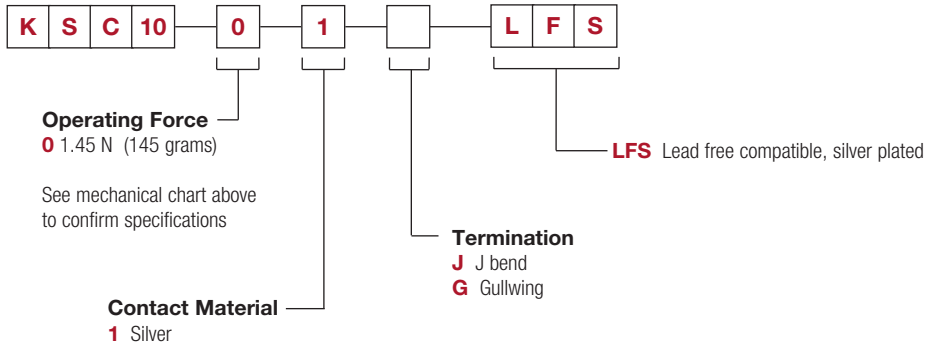 K S C 10 0 1 L F S
Operating Force
0 1.45 N (145 grams)
See mechanical chart above
to confirm specifications
LFS Lead free compatible, silver plated
Termination
J J bend
G Gullwing
Contact Material
1 Silver